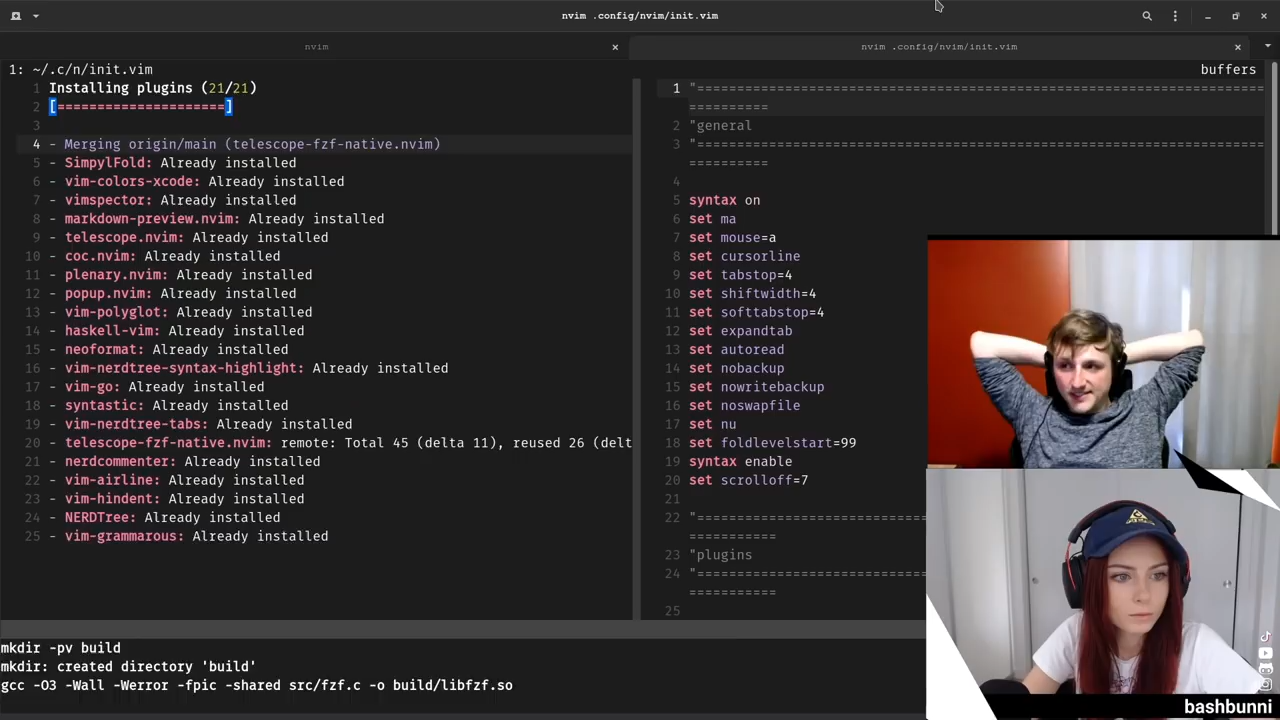 nvim .config/nvim/init.vim
nvim
nvim .config/nvim/init.vim
1: ~/.c/n/init.vim
buffers
1 Installing plugins (21/21)
2 [=====================]
3
4 - Merging origin/main (telescope-fzf-native.nvim)
5 - SimpylFold: Already installed
6 - vim-colors-xcode: Already installed
7 - vimspector: Already installed
8 - markdown-preview.nvim: Already installed
9 - telescope.nvim: Already installed
10 - coc.nvim: Already installed
11 - plenary.nvim: Already installed
12 - popup.nvim: Already installed
13 - vim-polyglot: Already installed
14 - haskell-vim: Already installed
15 - neoformat: Already installed
16 - vim-nerdtree-syntax-highlight: Already installed
17 - vim-go: Already installed
18 - syntastic: Already installed
19 - vim-nerdtree-tabs: Already installed
20 - telescope-fzf-native.nvim: remote: Total 45 (delta 11), reused 26 (delt
21 - nerdcommenter: Already installed
22 - vim-airline: Already installed
23 - vim-hindent: Already installed
24 - NERDTree: Already installed
25 - vim-grammarous: Already installed
1 "========================================================================
==========
2 "general
3 "========================================================================
==========
4
5 syntax on
6 set ma
7 set mouse=a
8 set cursorline
9 set tabstop=4
10 set shiftwidth=4
11 set softtabstop=4
12 set expandtab
13 set autoread
14 set nobackup
15 set nowritebackup
16 set noswapfile
17 set nu
18 set foldlevelstart=99
19 syntax enable
20 set scrolloff=7
21
22 "=============================
===========
23 "plugins
24 "=============================
===========
25
mkdir -pv build
mkdir: created directory 'build'
gcc -O3 -Wall -Werror -fpic -shared src/fzf.c -o build/libfzf.so
bashbunni